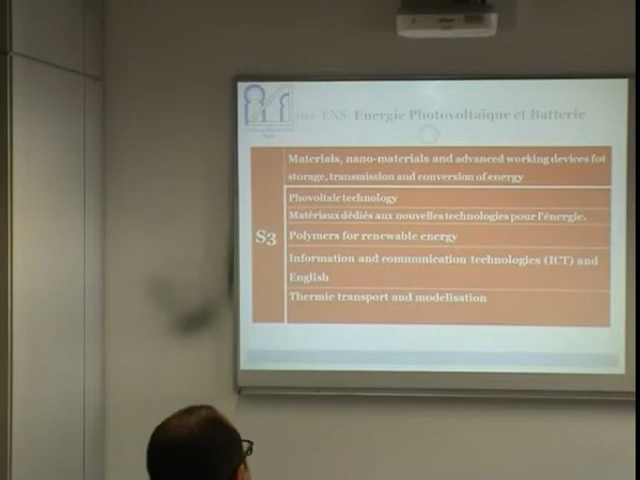 ENS: Energie Photovoltaïque et Batterie
Materials, nano-materials and advanced working devices fot
storage, transmission and conversion of energy
Phovoltaic technology
Matériaux dédiés aux nouvelles technologies pour l'énergie.
S3
Polymers for renewable energy
Information and communication technologies (ICT) and
English
Thermic transport and modelisation